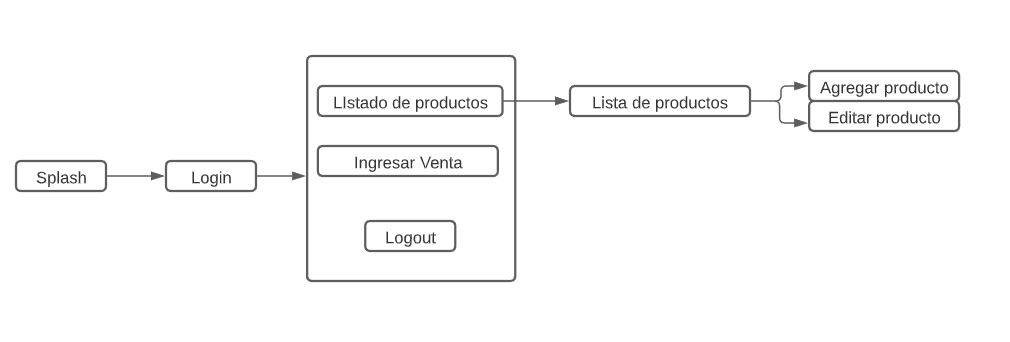 LIstado de productos
Lista de productos
Agregar producto
Editar producto
Ingresar Venta
Splash
Login
Logout